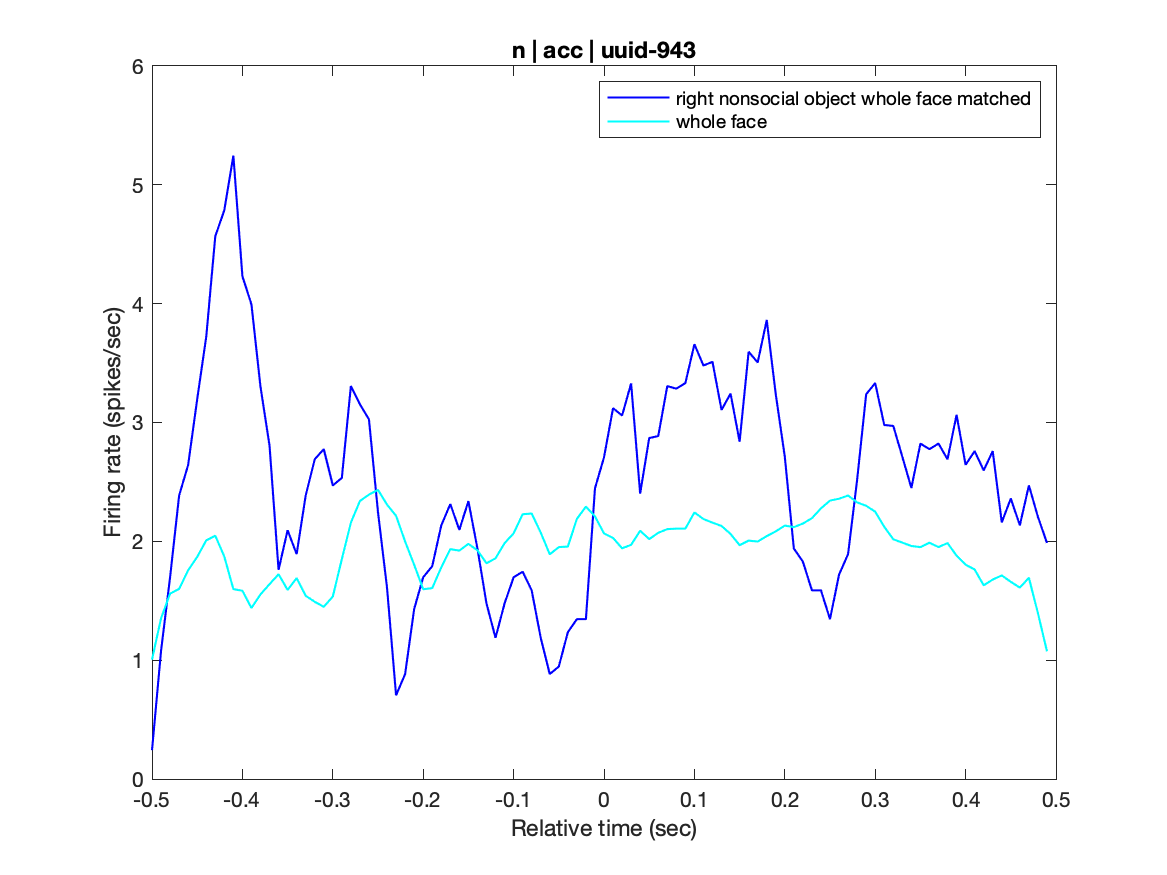 n | acc | uuid-943
right nonsocial object whole face matched
whole face
6
5
4
3
2
1
0
Firing rate (spikes/sec)
-0.5 -0.4 -0.3 -0.2 -0.1 0 0.1 0.2 0.3 0.4 0.5
Relative time (sec)